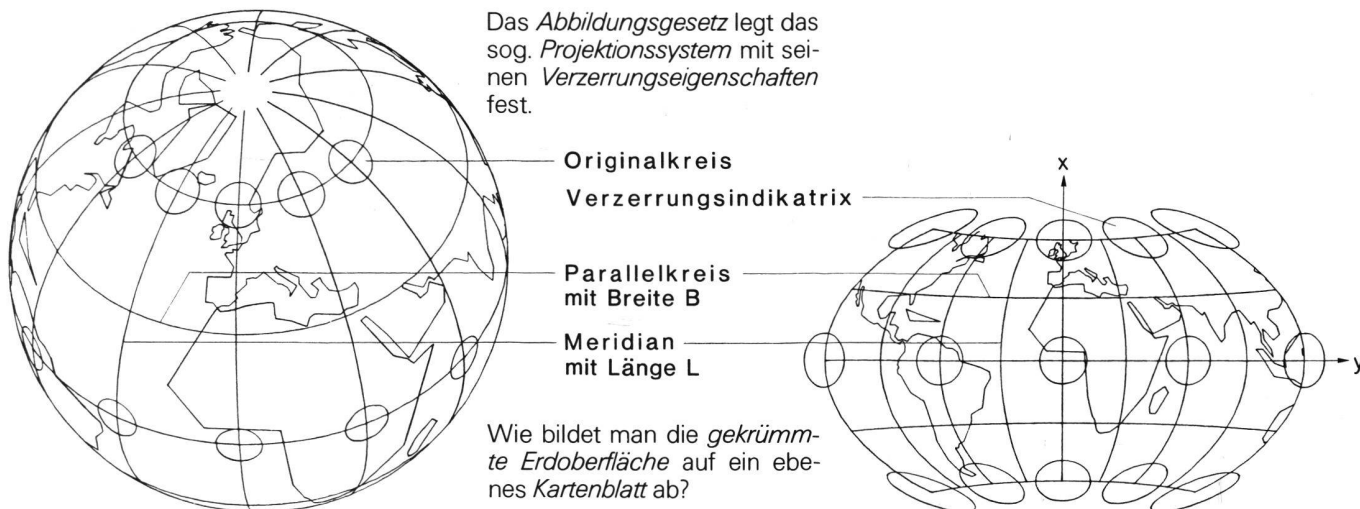 Das Abbildungsgesetz legt das
sog. Projektionssystem mit sei-
nen Verzerrungseigenschaften
fest.
Originalkreis
Verzerrungsindikatrix
Parallelkreis
mit Breite B
Meridian
mit Länge L
Wie bildet man die gekrümm-
te Erdoberfläche auf ein ebe-
nes Kartenblatt ab?
x
y